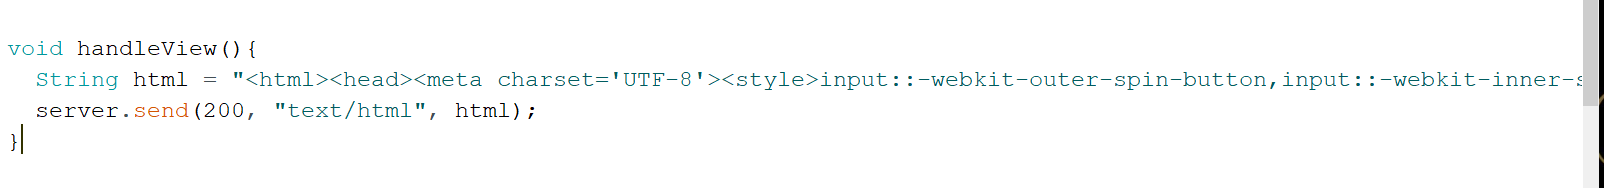 void handleView(){
  String html = "<html><head><meta charset='UTF-8'><style>input::-webkit-outer-spin-button,input::-webkit-inner-s
  server.send(200, "text/html", html);
}